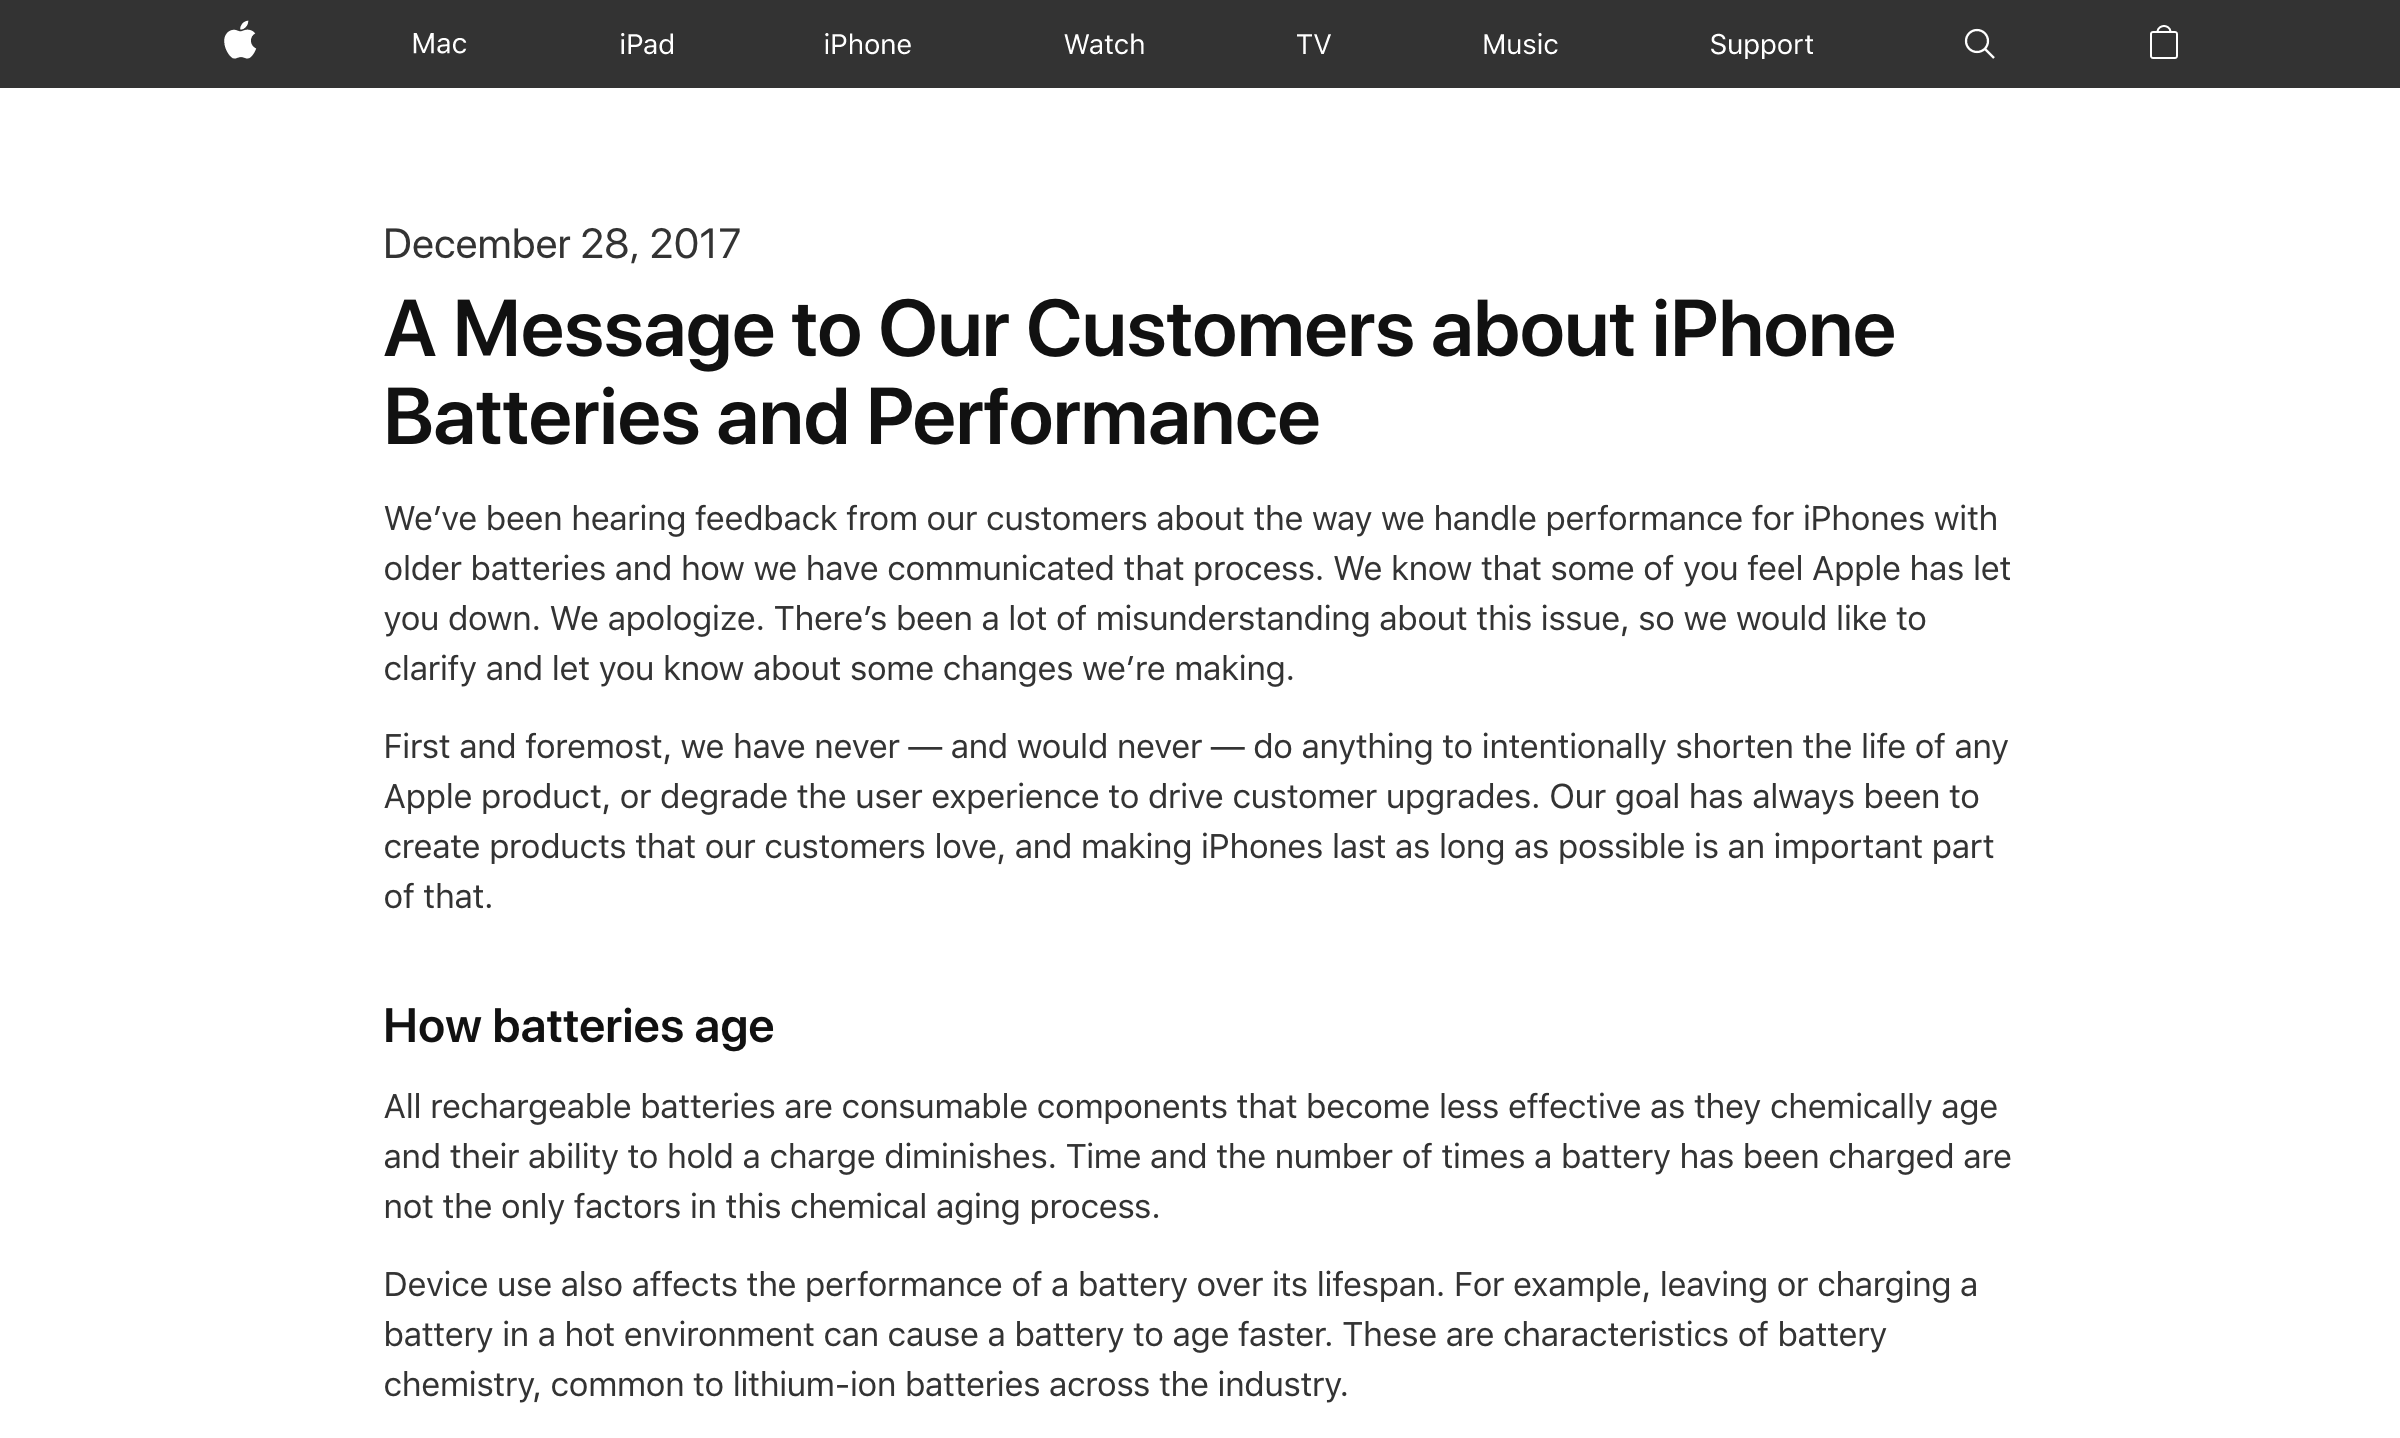 Mac iPad iPhone Watch TV Music Support
December 28, 2017
A Message to Our Customers about iPhone
Batteries and Performance
We’ve been hearing feedback from our customers about the way we handle performance for iPhones with
older batteries and how we have communicated that process. We know that some of you feel Apple has let
you down. We apologize. There’s been a lot of misunderstanding about this issue, so we would like to
clarify and let you know about some changes we’re making.
First and foremost, we have never — and would never — do anything to intentionally shorten the life of any
Apple product, or degrade the user experience to drive customer upgrades. Our goal has always been to
create products that our customers love, and making iPhones last as long as possible is an important part
of that.
How batteries age
All rechargeable batteries are consumable components that become less effective as they chemically age
and their ability to hold a charge diminishes. Time and the number of times a battery has been charged are
not the only factors in this chemical aging process.
Device use also affects the performance of a battery over its lifespan. For example, leaving or charging a
battery in a hot environment can cause a battery to age faster. These are characteristics of battery
chemistry, common to lithium-ion batteries across the industry.